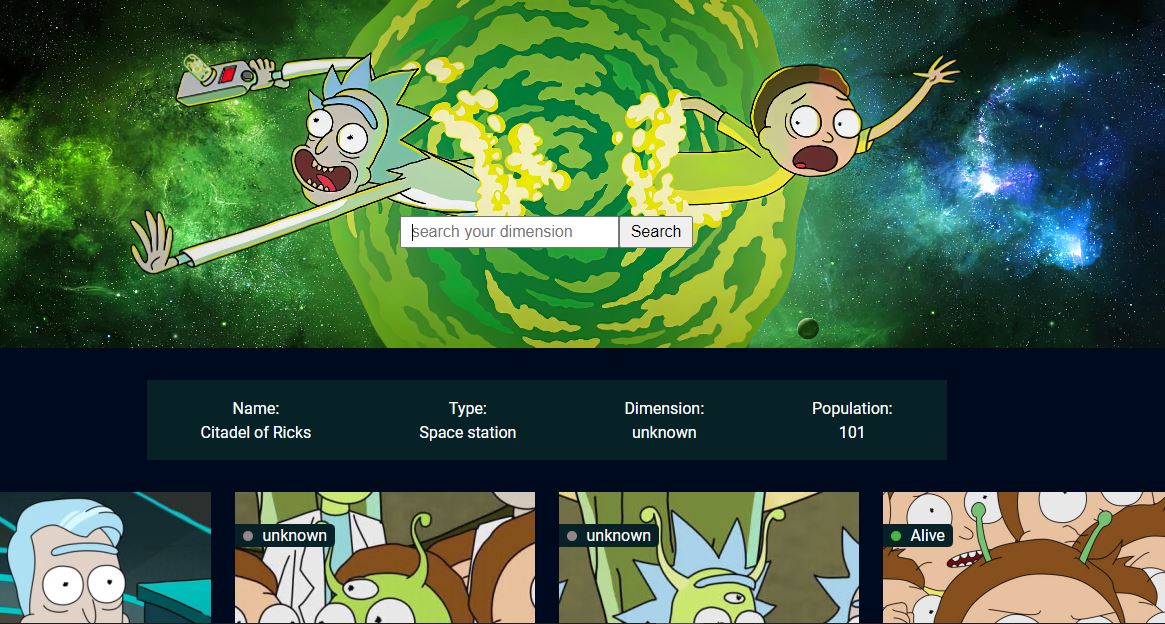 search your dimension Search
Name: Type: Dimension: Population:
Citadel of Ricks Space station unknown 101
unknown unknown Alive